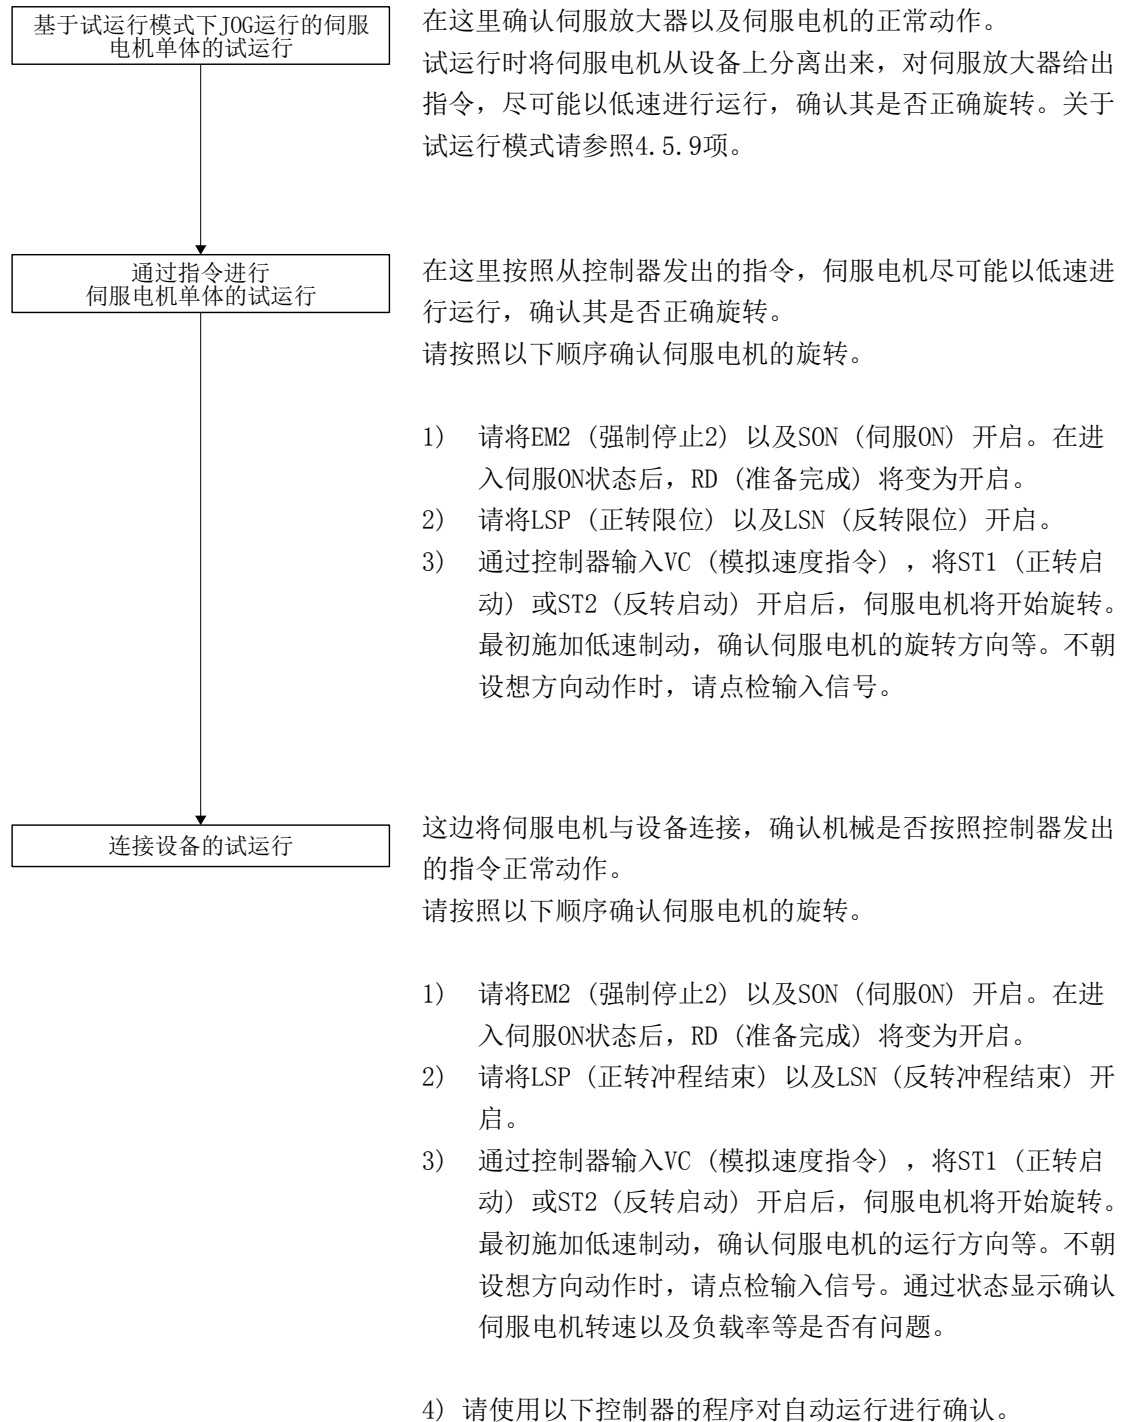 基于试运行模式下JOG运行的伺服
电机单体的试运行
在这里确认伺服放大器以及伺服电机的正常动作。
试运行时将伺服电机从设备上分离出来，对伺服放大器给出
指令，尽可能以低速进行运行，确认其是否正确旋转。关于
试运行模式请参照4.5.9项。
通过指令进行
伺服电机单体的试运行
在这里按照从控制器发出的指令，伺服电机尽可能以低速进
行运行，确认其是否正确旋转。
请按照以下顺序确认伺服电机的旋转。
1) 请将EM2 (强制停止2) 以及SON (伺服ON) 开启。在进
入伺服ON状态后，RD (准备完成) 将变为开启。
2) 请将LSP (正转限位) 以及LSN (反转限位) 开启。
3) 通过控制器输入VC (模拟速度指令) ，将ST1 (正转启
动) 或ST2 (反转启动) 开启后，伺服电机将开始旋转。
最初施加低速制动，确认伺服电机的旋转方向等。不朝
设想方向动作时，请点检输入信号。
连接设备的试运行
这边将伺服电机与设备连接，确认机械是否按照控制器发出
的指令正常动作。
请按照以下顺序确认伺服电机的旋转。
1) 请将EM2 (强制停止2) 以及SON (伺服ON) 开启。在进
入伺服ON状态后，RD (准备完成) 将变为开启。
2) 请将LSP (正转冲程结束) 以及LSN (反转冲程结束) 开
启。
3) 通过控制器输入VC (模拟速度指令) ，将ST1 (正转启
动) 或ST2 (反转启动) 开启后，伺服电机将开始旋转。
最初施加低速制动，确认伺服电机的运行方向等。不朝
设想方向动作时，请点检输入信号。通过状态显示确认
伺服电机转速以及负载率等是否有问题。
4) 请使用以下控制器的程序对自动运行进行确认。